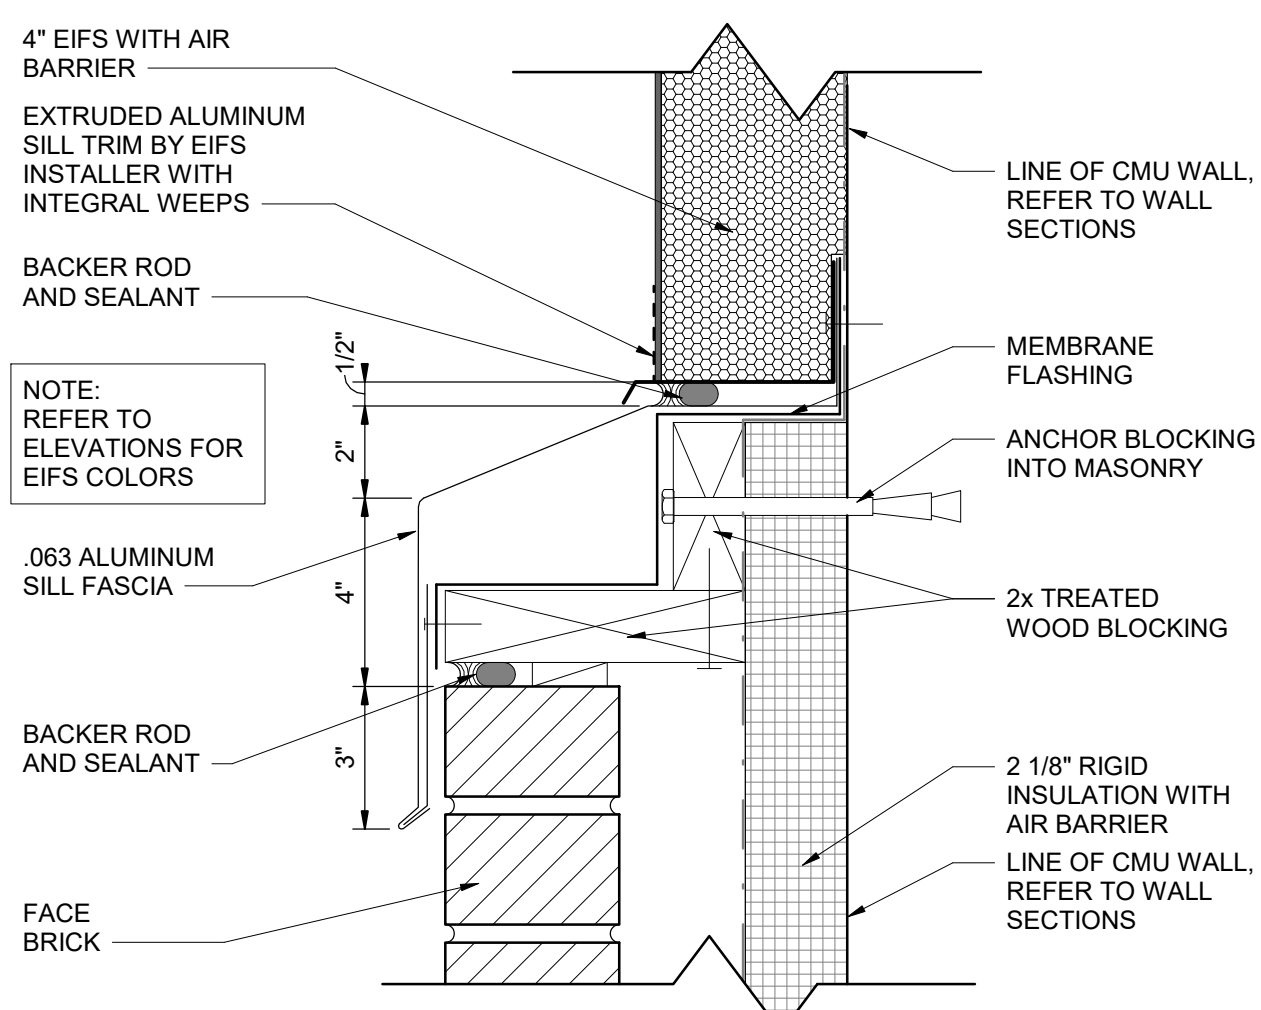 4" EIFS WITH AIR
BARRIER
EXTRUDED ALUMINUM
SILL TRIM BY EIFS
INSTALLER WITH
INTEGRAL WEEPS
BACKER ROD
AND SEALANT
NOTE:
REFER TO
ELEVATIONS FOR
EIFS COLORS
.063 ALUMINUM
SILL FASCIA
BACKER ROD
AND SEALANT
FACE
BRICK
1/2"
2"
4"
3"
LINE OF CMU WALL,
REFER TO WALL
SECTIONS
MEMBRANE
FLASHING
ANCHOR BLOCKING
INTO MASONRY
2x TREATED
WOOD BLOCKING
2 1/8" RIGID
INSULATION WITH
AIR BARRIER
LINE OF CMU WALL,
REFER TO WALL
SECTIONS